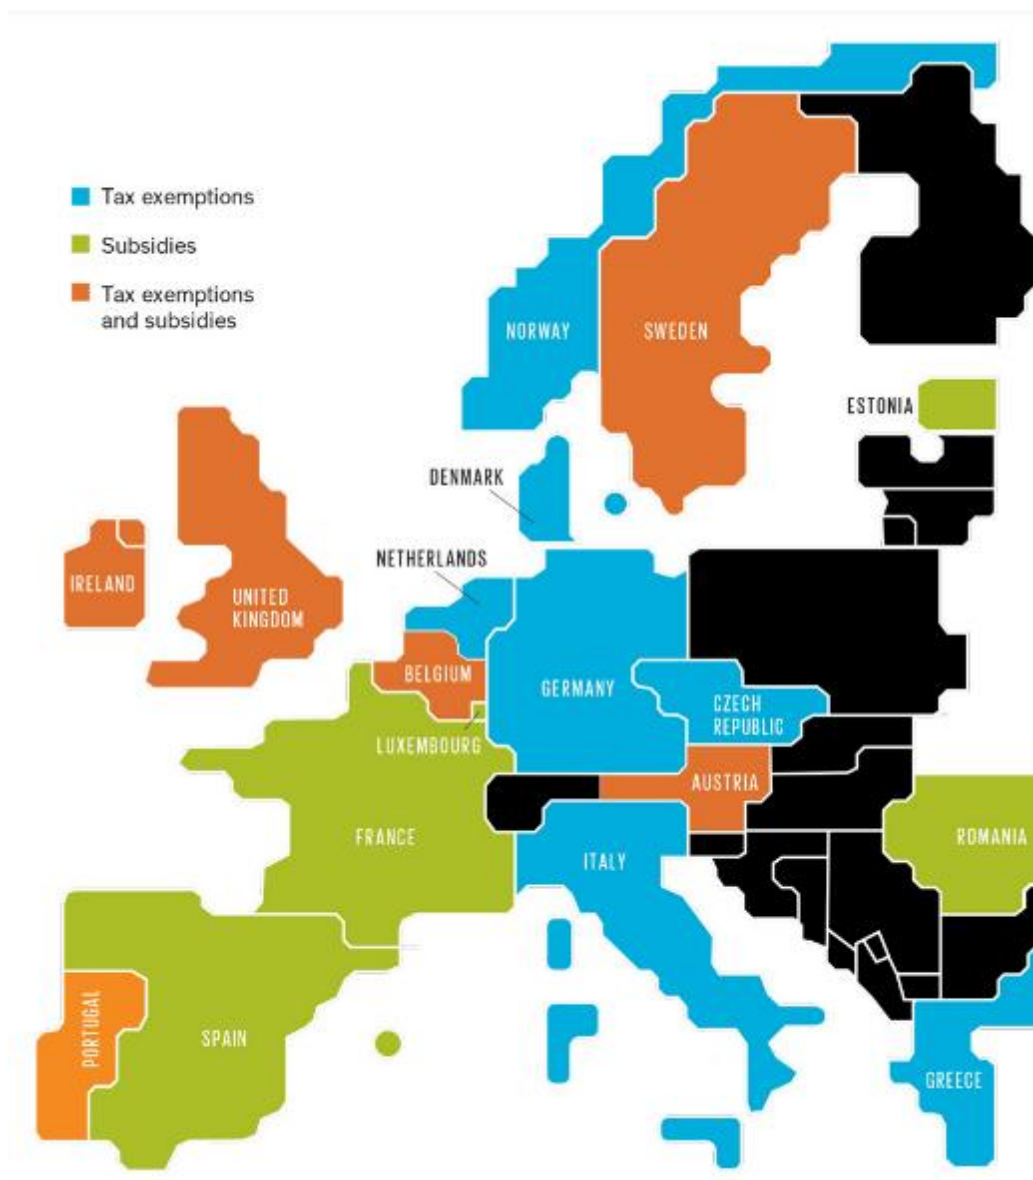 Tax exemptions
Subsidies
Tax exemptions
and subsidies
NORWAY
SWEDEN
ESTONIA
DENMARK
NETHERLANDS
IRELAND
UNITED
KINGDOM
BELGIUM
GERMANY
CZECH
REPUBLIC
LUXEMBOURG
AUSTRIA
FRANCE
ITALY
ROMANIA
PORTUGAL
SPAIN
GREECE